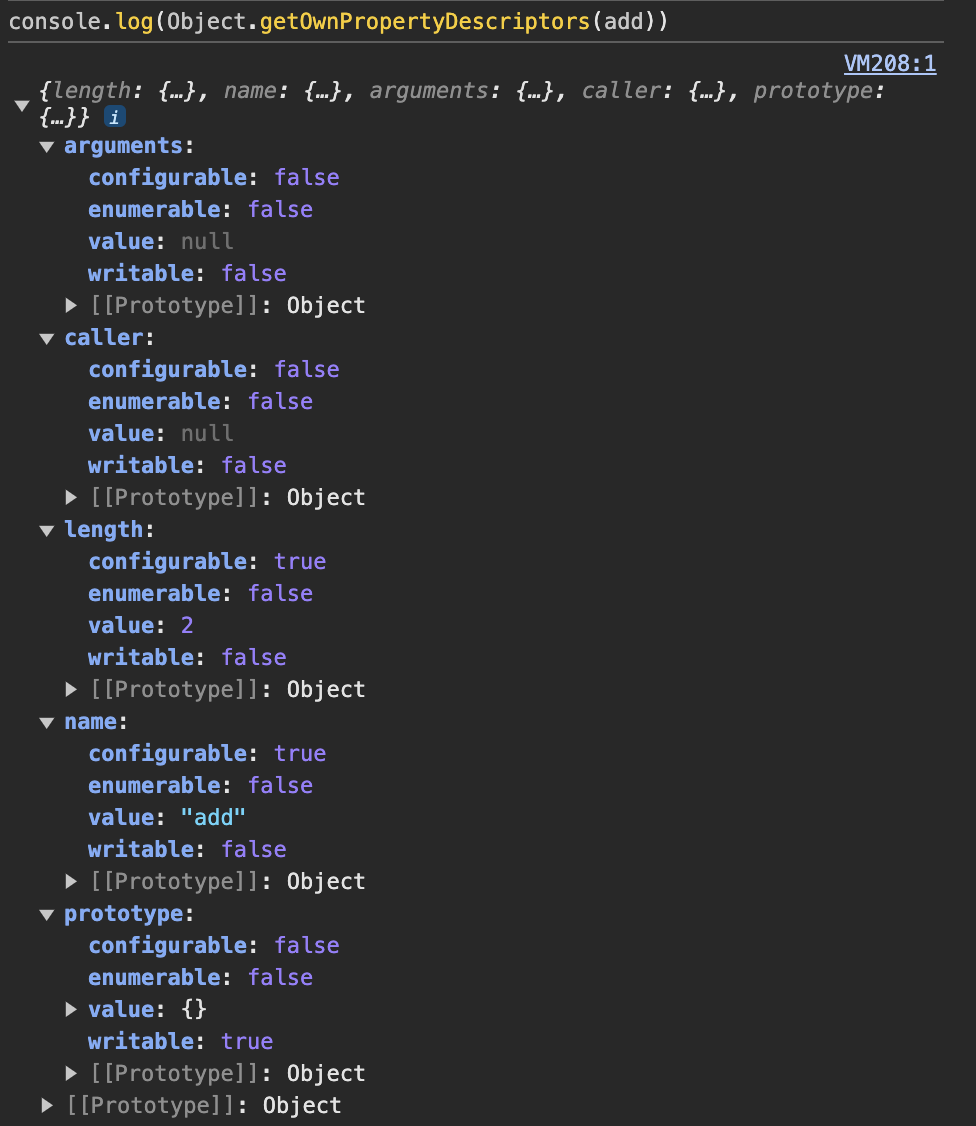 console.log(Object.getOwnPropertyDescriptors(add))
VM208:1
{length: {…}, name: {…}, arguments: {…}, caller: {…}, prototype:
{…}} i
▼ arguments:
configurable: false
enumerable: false
value: null
writable: false
▶ [[Prototype]]: Object
▼ caller:
configurable: false
enumerable: false
value: null
writable: false
▶ [[Prototype]]: Object
▼ length:
configurable: true
enumerable: false
value: 2
writable: false
▶ [[Prototype]]: Object
▼ name:
configurable: true
enumerable: false
value: "add"
writable: false
▶ [[Prototype]]: Object
▼ prototype:
configurable: false
enumerable: false
▶ value: {}
writable: true
▶ [[Prototype]]: Object
▶ [[Prototype]]: Object